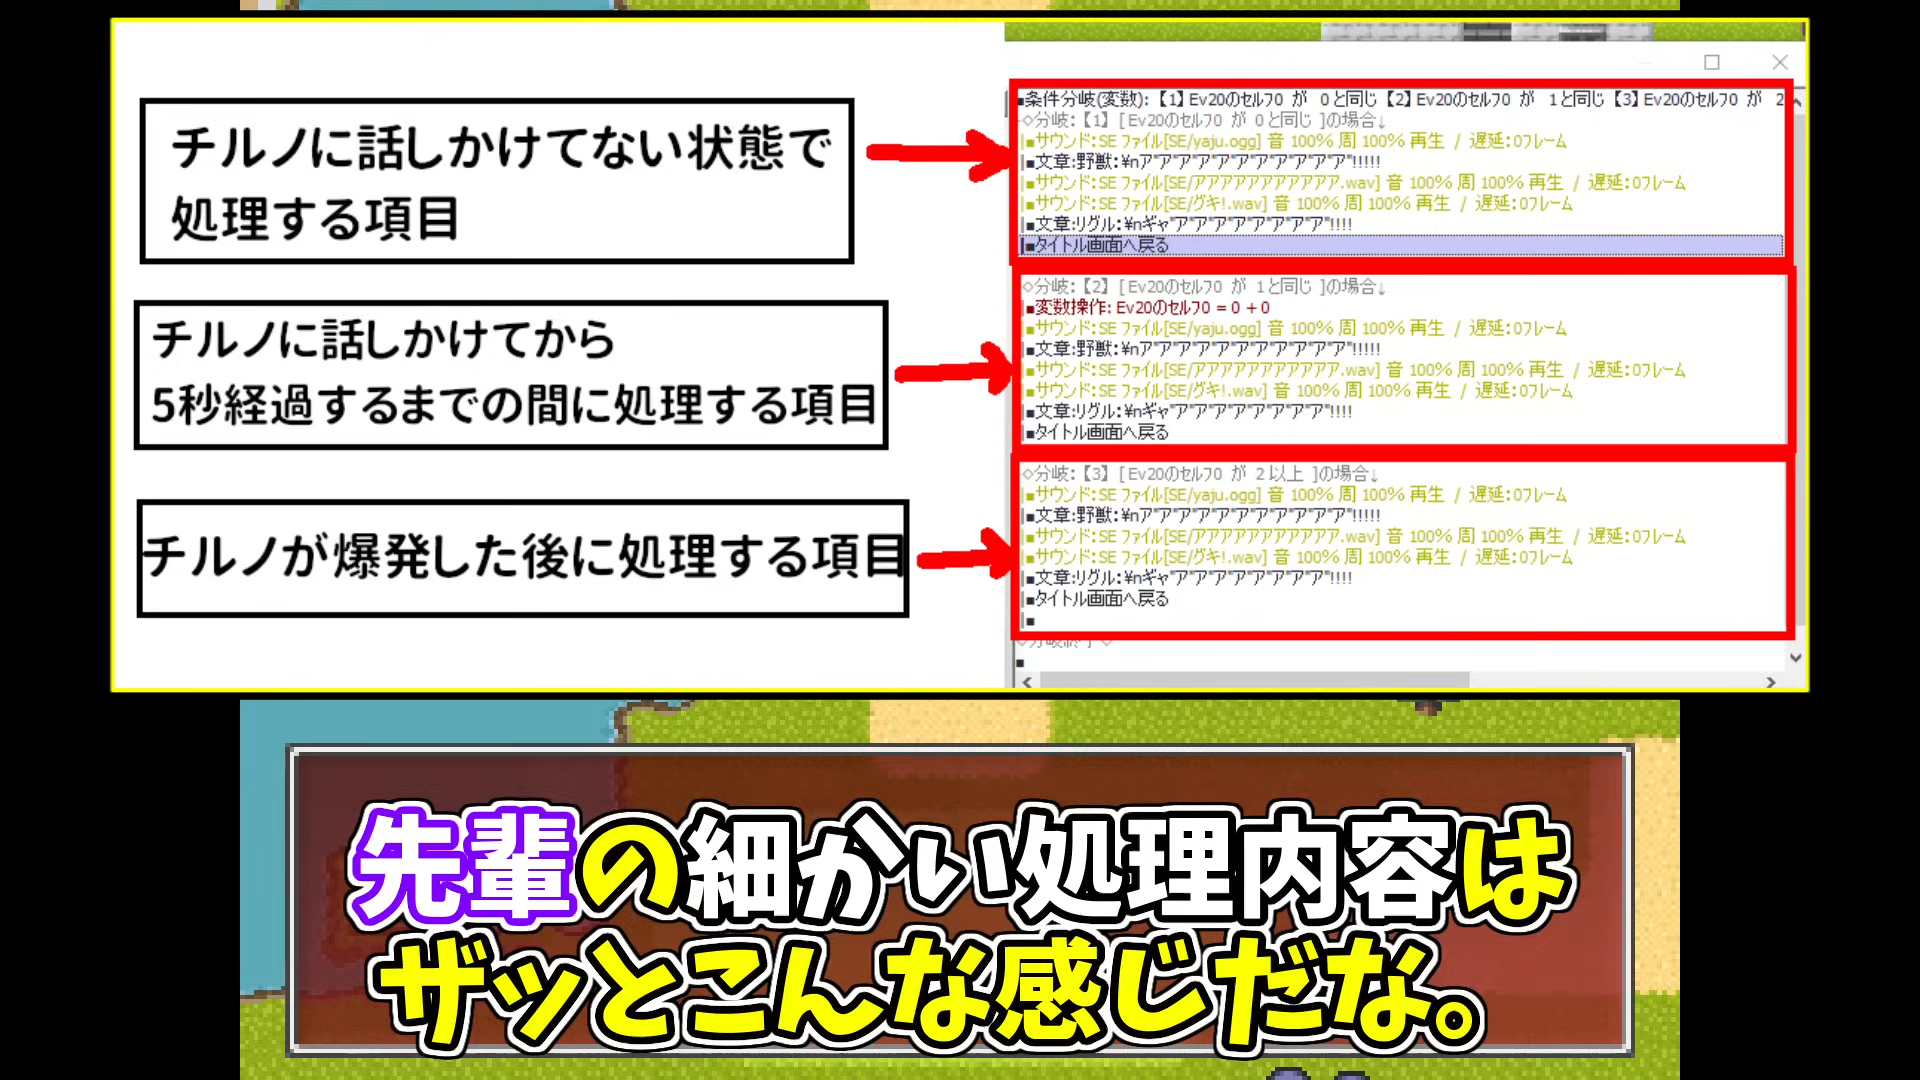 チルノに話しかけてない状態で
処理する項目
チルノに話しかけてから
5秒経過するまでの間に処理する項目
チルノが爆発した後に処理する項目
■条件分岐(変数):【1】Ev20のセルフ0 が 0と同じ【2】Ev20のセルフ0 が 1と同じ【3】Ev20のセルフ0 が 2
◇分岐:【1】 [ Ev20のセルフ0 が 0と同じ ]の場合↓
|■サウンド:SE ファイル[SE/yaju.ogg] 音 100% 周 100% 再生 / 遅延:0フレーム
|■文章:野獣:¥nア゛ア゛ア゛ア゛ア゛ア゛ア゛ア゛ア゛ア゛ア゛!!!!!
|■サウンド:SE ファイル[SE/アアアアアアアアアアア.wav] 音 100% 周 100% 再生 / 遅延:0フレーム
|■サウンド:SE ファイル[SE/グキ!.wav] 音 100% 周 100% 再生 / 遅延:0フレーム
|■文章:リグル:¥nギャ゛ア゛ア゛ア゛ア゛ア゛ア゛ア゛ア゛!!!!
|■タイトル画面へ戻る
◇分岐:【2】 [ Ev20のセルフ0 が 1と同じ ]の場合↓
|■変数操作: Ev20のセルフ0 = 0 + 0
|■サウンド:SE ファイル[SE/yaju.ogg] 音 100% 周 100% 再生 / 遅延:0フレーム
|■文章:野獣:¥nア゛ア゛ア゛ア゛ア゛ア゛ア゛ア゛ア゛ア゛ア゛!!!!!
|■サウンド:SE ファイル[SE/アアアアアアアアアアア.wav] 音 100% 周 100% 再生 / 遅延:0フレーム
|■サウンド:SE ファイル[SE/グキ!.wav] 音 100% 周 100% 再生 / 遅延:0フレーム
|■文章:リグル:¥nギャ゛ア゛ア゛ア゛ア゛ア゛ア゛ア゛ア゛!!!!
|■タイトル画面へ戻る
◇分岐:【3】 [ Ev20のセルフ0 が 2以上 ]の場合↓
|■サウンド:SE ファイル[SE/yaju.ogg] 音 100% 周 100% 再生 / 遅延:0フレーム
|■文章:野獣:¥nア゛ア゛ア゛ア゛ア゛ア゛ア゛ア゛ア゛ア゛ア゛!!!!!
|■サウンド:SE ファイル[SE/アアアアアアアアアアア.wav] 音 100% 周 100% 再生 / 遅延:0フレーム
|■サウンド:SE ファイル[SE/グキ!.wav] 音 100% 周 100% 再生 / 遅延:0フレーム
|■文章:リグル:¥nギャ゛ア゛ア゛ア゛ア゛ア゛ア゛ア゛ア゛!!!!
|■タイトル画面へ戻る
|■
◇分岐終了◇
■
先輩の細かい処理内容は
ザッとこんな感じだな。